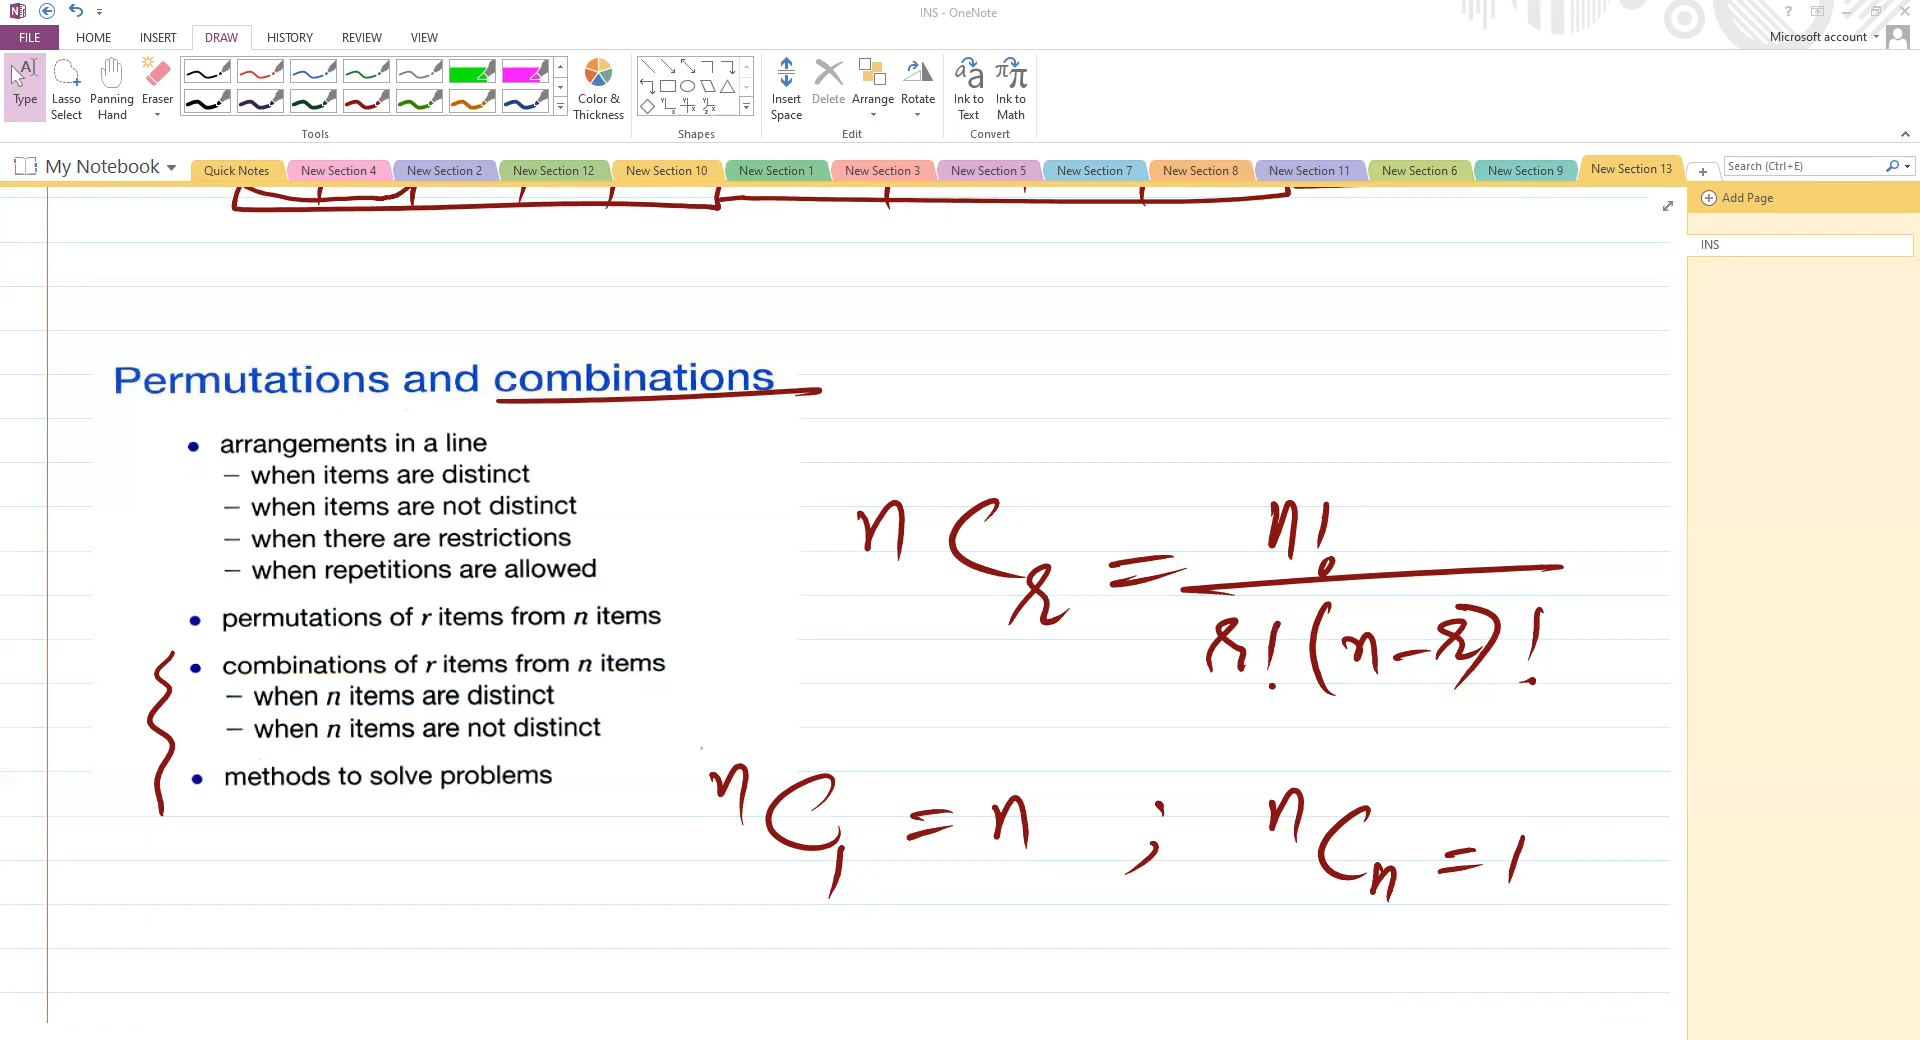 INS - OneNote
?
FILE HOME INSERT DRAW HISTORY REVIEW VIEW
Microsoft account
Type
Lasso Select
Panning Hand
Eraser
Color & Thickness
Insert Space
Delete
Arrange
Rotate
Ink to Text
Ink to Math
Tools
Shapes
Edit
Convert
My Notebook
Quick Notes New Section 4 New Section 2 New Section 12 New Section 10 New Section 1 New Section 3 New Section 5 New Section 7 New Section 8 New Section 11 New Section 6 New Section 9 New Section 13
Search (Ctrl+E)
Add Page
INS
Permutations and combinations
• arrangements in a line
– when items are distinct
– when items are not distinct
– when there are restrictions
– when repetitions are allowed
• permutations of r items from n items
• combinations of r items from n items
– when n items are distinct
– when n items are not distinct
• methods to solve problems
nCr = n! / r!(n-r)!
nC1 = n ; nCn = 1